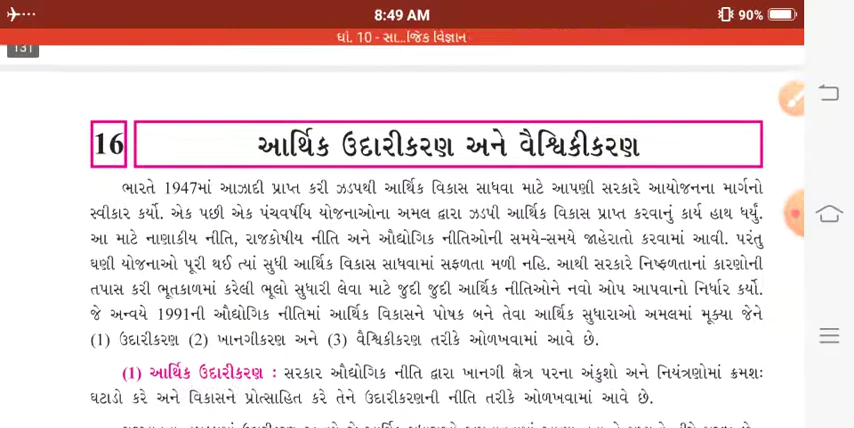 8:49 AM
90%
ધો. 10 - સા...જિક વિજ્ઞાન
131
16
આર્થિક ઉદારીકરણ અને વૈશ્વિકીકરણ
ભારતે 1947માં આઝાદી પ્રાપ્ત કરી ઝડપથી આર્થિક વિકાસ સાધવા માટે આપણી સરકારે આયોજનના માર્ગનો
સ્વીકાર કર્યો. એક પછી એક પંચવર્ષીય યોજનાઓના અમલ દ્વારા ઝડપી આર્થિક વિકાસ પ્રાપ્ત કરવાનું કાર્ય હાથ ધર્યું.
આ માટે નાણાકીય નીતિ, રાજકોષીય નીતિ અને ઔદ્યોગિક નીતિઓની સમયે-સમયે જાહેરાતો કરવામાં આવી. પરંતુ
ઘણી યોજનાઓ પૂરી થઈ ત્યાં સુધી આર્થિક વિકાસ સાધવામાં સફળતા મળી નહિ. આથી સરકારે નિષ્ફળતાનાં કારણોની
તપાસ કરી ભૂતકાળમાં કરેલી ભૂલો સુધારી લેવા માટે જુદી જુદી આર્થિક નીતિઓને નવો ઓપ આપવાનો નિર્ધાર કર્યો.
જે અન્વયે 1991ની ઔદ્યોગિક નીતિમાં આર્થિક વિકાસને પોષક બને તેવા આર્થિક સુધારાઓ અમલમાં મૂક્યા જેને
(1) ઉદારીકરણ (2) ખાનગીકરણ અને (3) વૈશ્વિકીકરણ તરીકે ઓળખવામાં આવે છે.
(1) આર્થિક ઉદારીકરણ : સરકાર ઔદ્યોગિક નીતિ દ્વારા ખાનગી ક્ષેત્ર પરના અંકુશો અને નિયંત્રણોમાં ક્રમશઃ
ઘટાડો કરે અને વિકાસને પ્રોત્સાહિત કરે તેને ઉદારીકરણની નીતિ તરીકે ઓળખવામાં આવે છે.